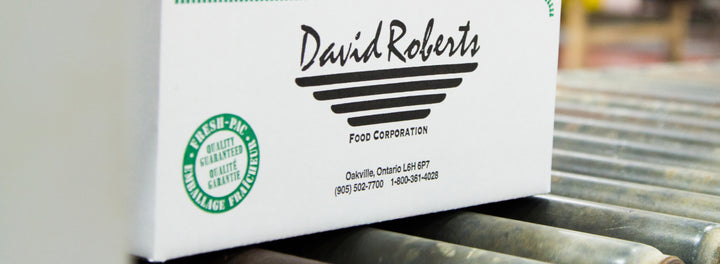 David Roberts
FOOD CORPORATION
Oakville, Ontario L6H 6P7
(905) 502-7700 1-800-361-4028
• FRESH-PAC •
EMBALLAGE FRAÎCHEUR
QUALITY
GUARANTEED
QUALITÉ
GARANTIE